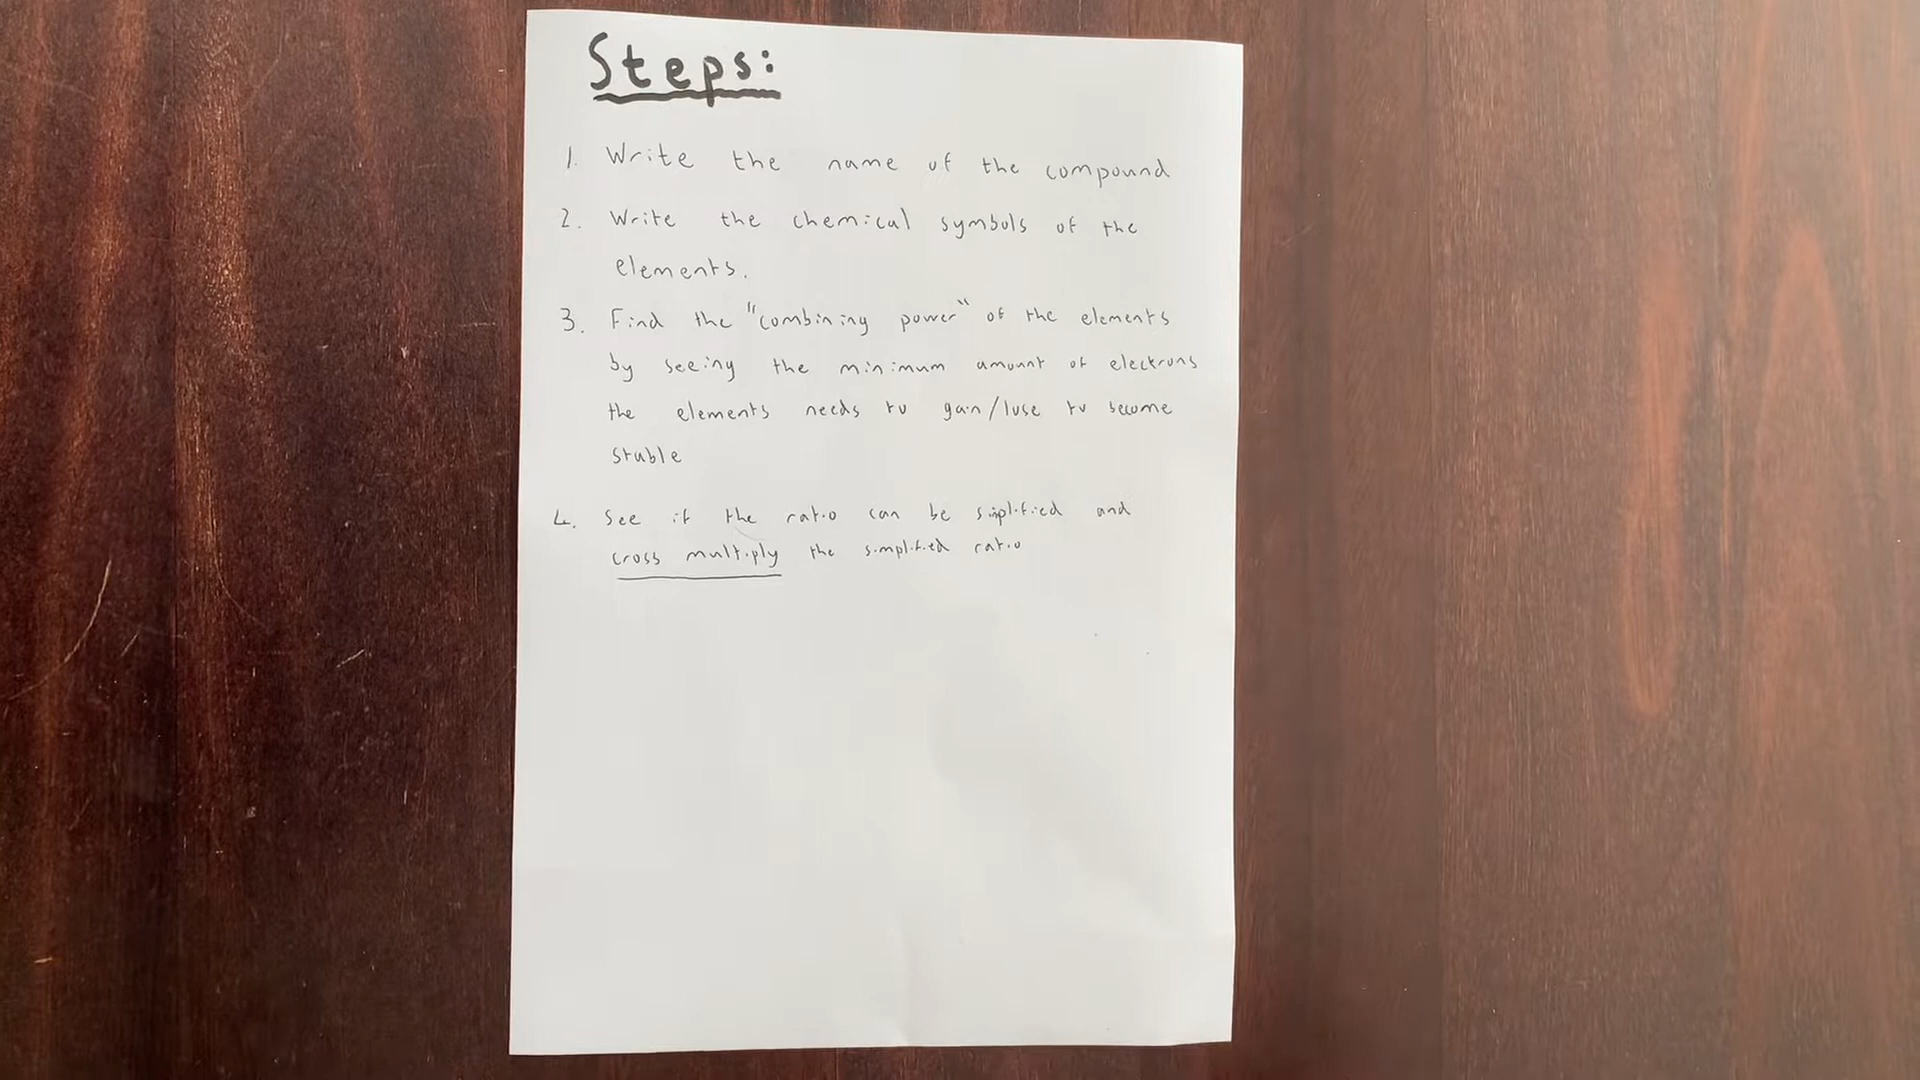 Steps:
1. Write the name of the compound
2. Write the chemical symbols of the
elements.
3. Find the "combining power" of the elements
by seeing the minimum amount of electrons
the elements needs to gain/lose to become
stable
4. See if the ratio can be simplified and
cross multiply the simplified ratio